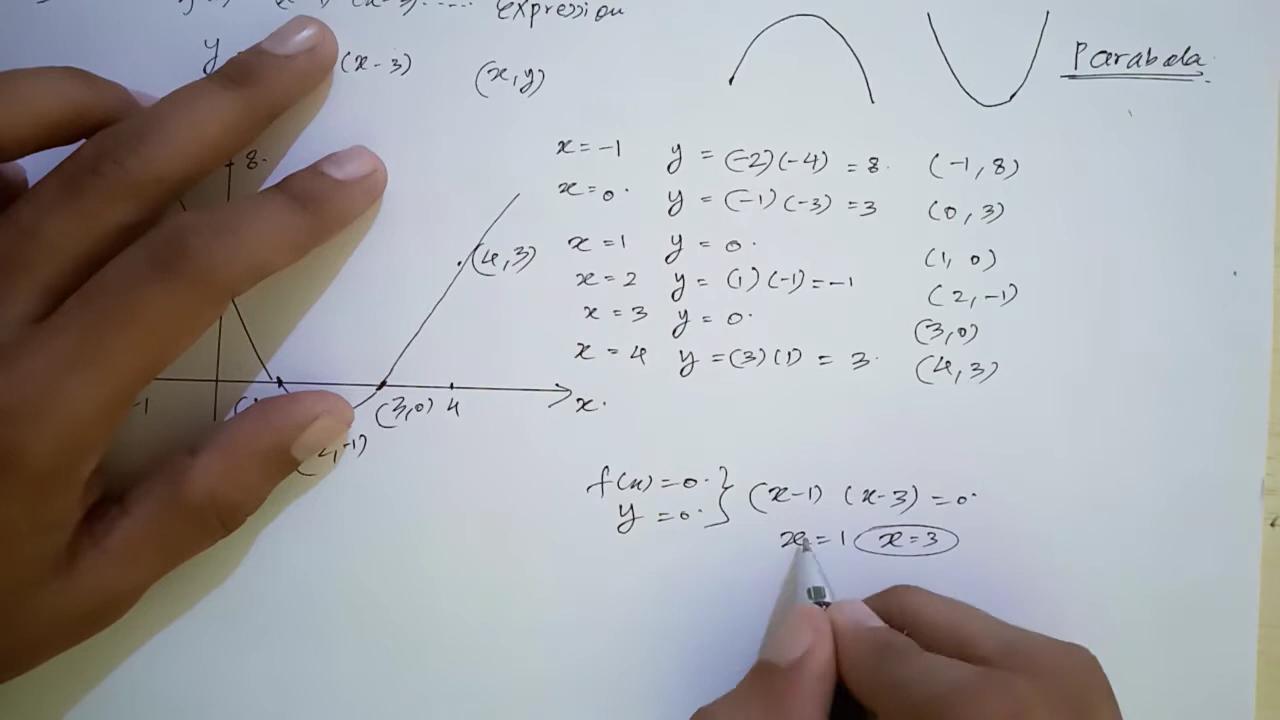 (x-3)..... expression
y (x-3) (x,y)
Parabola
8.
x=-1 y = (-2)(-4) = 8. (-1,8)
x=0. y = (-1)(-3) =3 (0,3)
x=1 y = 0. (1,0)
(4,3)
x=2 y = (1)(-1)=-1 (2,-1)
x=3 y = 0. (3,0)
x=4 y =(3)(1) = 3. (4,3)
-1 (3,0) 4 x.
-1)
f(x)=0. } (x-1) (x-3) =0.
y =0.
x=1 x=3